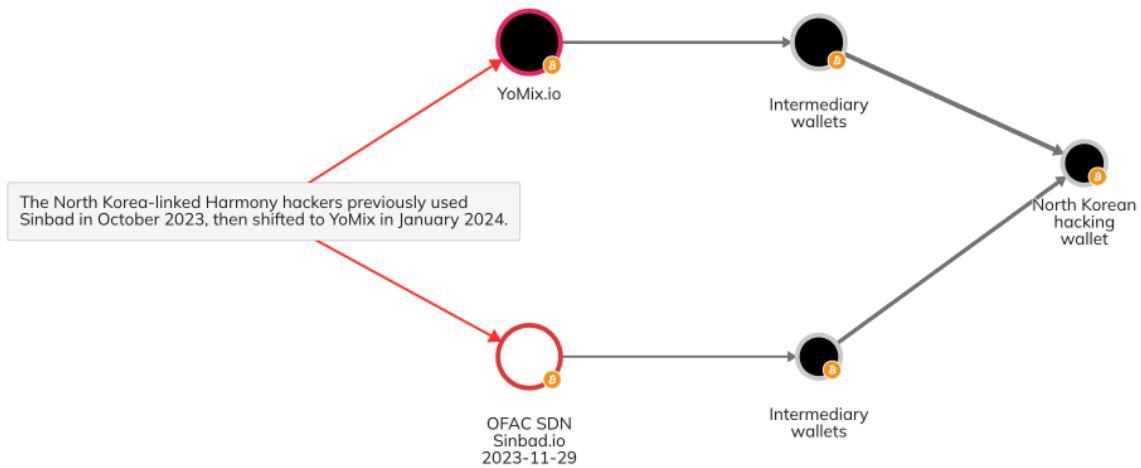 YoMix.io
Intermediary
wallets
The North Korea-linked Harmony hackers previously used
Sinbad in October 2023, then shifted to YoMix in January 2024.
North Korean
hacking
wallet
OFAC SDN
Sinbad.io
2023-11-29
Intermediary
wallets